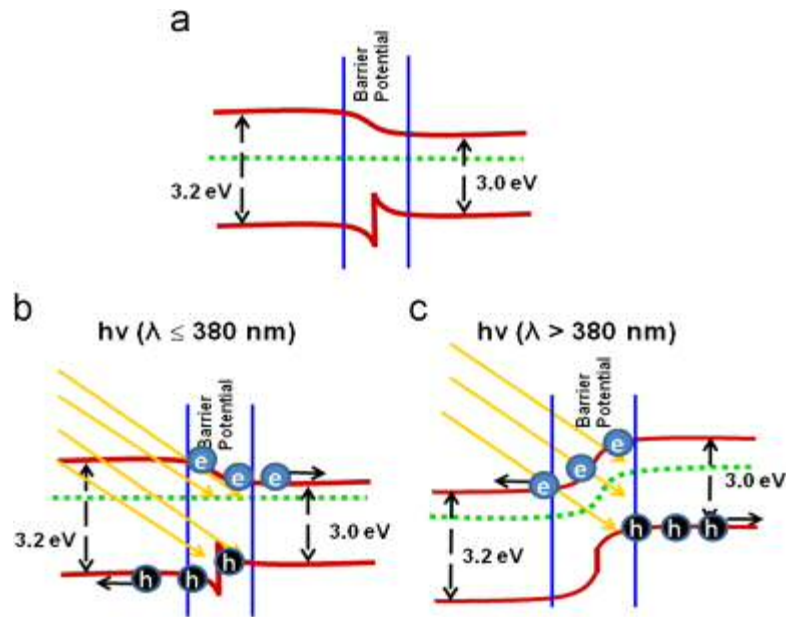 a
Barrier
Potential
3.2 eV
3.0 eV
b
hv (λ ≤ 380 nm)
Barrier
Potential
e
e
e
3.2 eV
3.0 eV
h
h
h
c
hv (λ > 380 nm)
Barrier
Potential
e
e
e
3.0 eV
3.2 eV
h
h
h